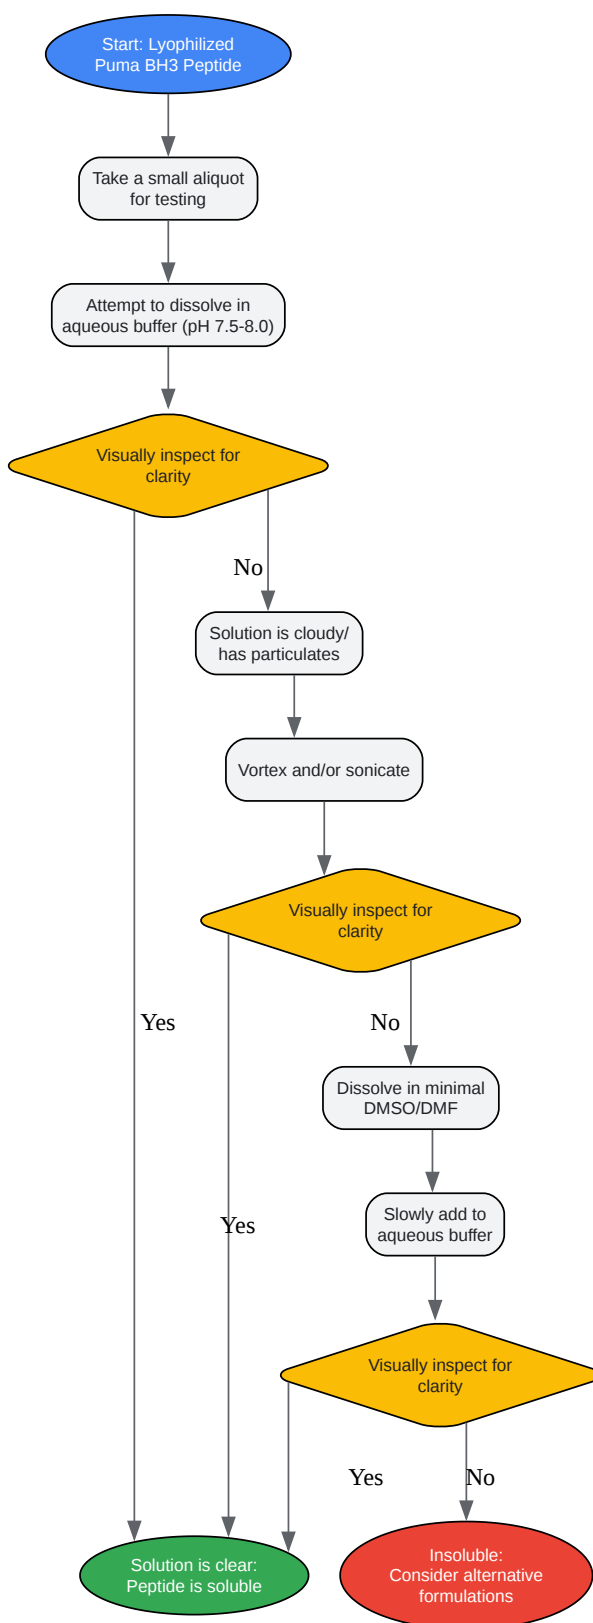 Start: Lyophilized
Puma BH3 Peptide
Take a small aliquot
for testing
Attempt to dissolve in
aqueous buffer (pH 7.5-8.0)
Visually inspect for
clarity
No
Solution is cloudy/
has particulates
Vortex and/or sonicate
Visually inspect for
clarity
Yes
No
Dissolve in minimal
DMSO/DMF
Slowly add to
aqueous buffer
Yes
Visually inspect for
clarity
Yes
No
Solution is clear:
Peptide is soluble
Insoluble:
Consider alternative
formulations